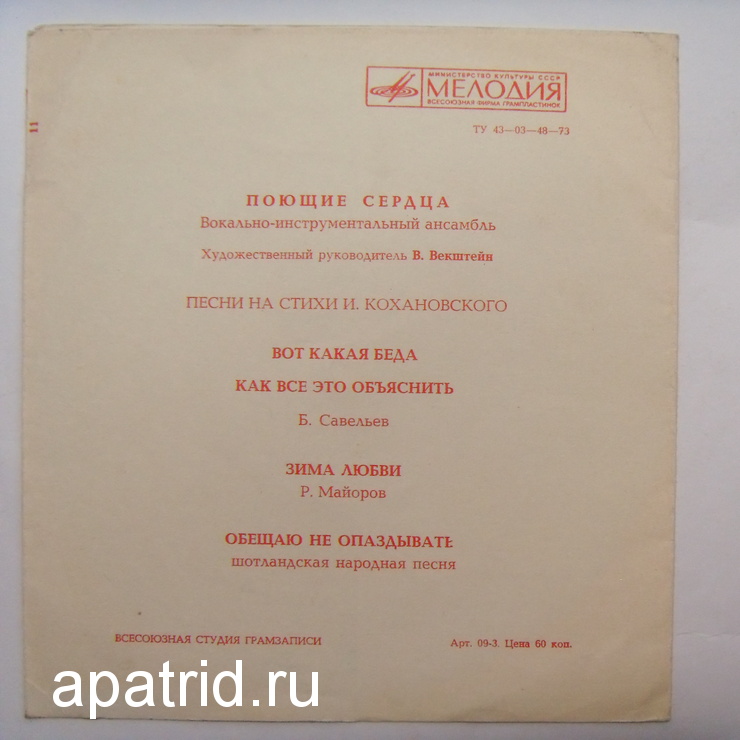 МИНИСТЕРСТВО КУЛЬТУРЫ СССР
МЕЛОДИЯ
ВСЕСОЮЗНАЯ ФИРМА ГРАМПЛАСТИНОК
ТУ 43—03—48—73
11
ПОЮЩИЕ СЕРДЦА
Вокально-инструментальный ансамбль
Художественный руководитель В. Векштейн
ПЕСНИ НА СТИХИ И. КОХАНОВСКОГО
ВОТ КАКАЯ БЕДА
КАК ВСЕ ЭТО ОБЪЯСНИТЬ
Б. Савельев
ЗИМА ЛЮБВИ
Р. Майоров
ОБЕЩАЮ НЕ ОПАЗДЫВАТЬ
шотландская народная песня
ВСЕСОЮЗНАЯ СТУДИЯ ГРАМЗАПИСИ
Арт. 09-3. Цена 60 коп.
apatrid.ru